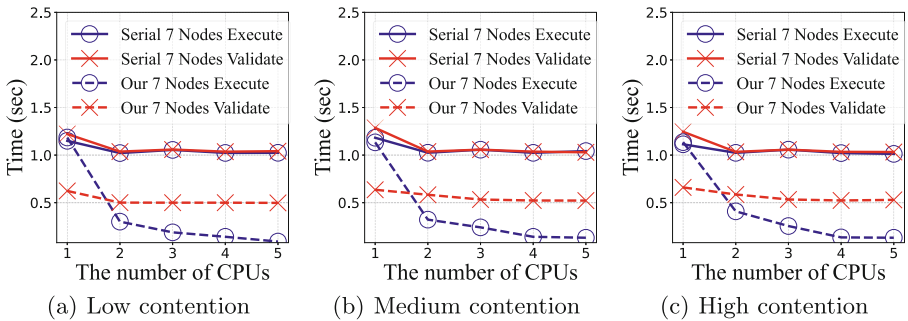 2.5
2.0
1.5
1.0
0.5
Time (sec)
Serial 7 Nodes Execute
Serial 7 Nodes Validate
Our 7 Nodes Execute
Our 7 Nodes Validate
1 2 3 4 5
The number of CPUs
(a) Low contention
2.5
2.0
1.5
1.0
0.5
Time (sec)
Serial 7 Nodes Execute
Serial 7 Nodes Validate
Our 7 Nodes Execute
Our 7 Nodes Validate
1 2 3 4 5
The number of CPUs
(b) Medium contention
2.5
2.0
1.5
1.0
0.5
Time (sec)
Serial 7 Nodes Execute
Serial 7 Nodes Validate
Our 7 Nodes Execute
Our 7 Nodes Validate
1 2 3 4 5
The number of CPUs
(c) High contention